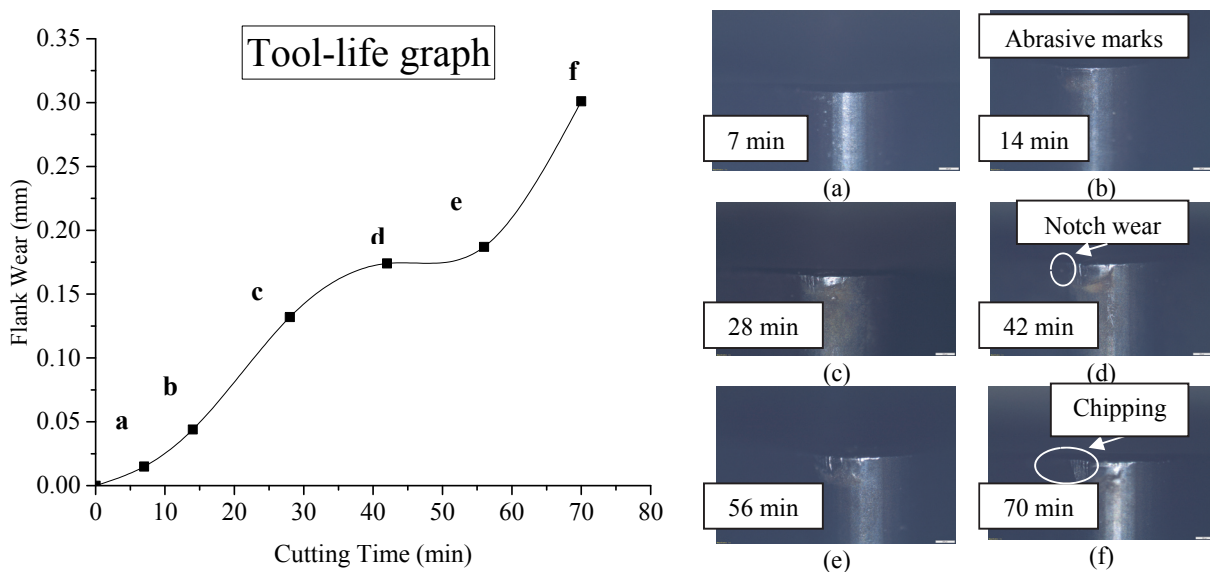 Tool-life graph
Flank Wear (mm)
0.35
0.30
0.25
0.20
0.15
0.10
0.05
0.00
a
b
c
d
e
f
0 10 20 30 40 50 60 70 80
Cutting Time (min)
7 min
(a)
Abrasive marks
14 min
(b)
28 min
(c)
Notch wear
42 min
(d)
56 min
(e)
Chipping
70 min
(f)